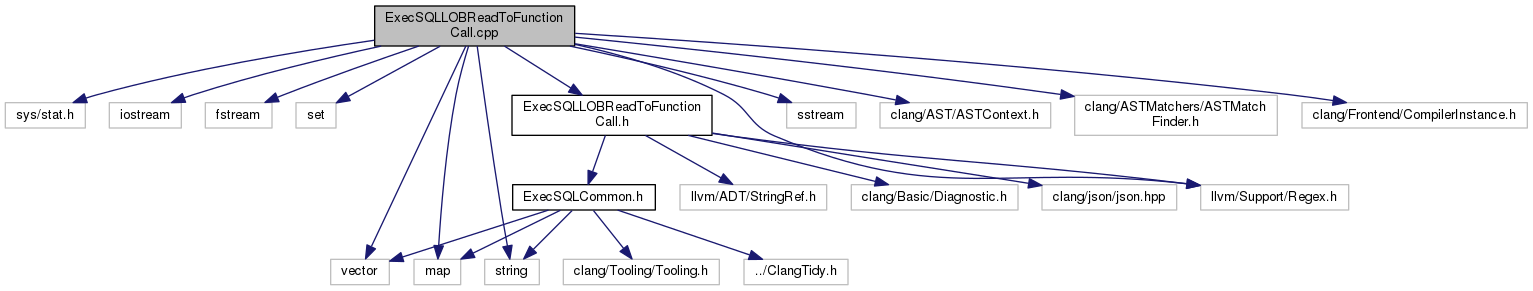 ExecSQLLOBReadToFunction
Call.cpp
sys/stat.h
iostream
fstream
set
ExecSQLLOBReadToFunction
Call.h
sstream
clang/AST/ASTContext.h
clang/ASTMatchers/ASTMatch
Finder.h
clang/Frontend/CompilerInstance.h
ExecSQLCommon.h
llvm/ADT/StringRef.h
clang/Basic/Diagnostic.h
clang/json/json.hpp
llvm/Support/Regex.h
vector
map
string
clang/Tooling/Tooling.h
../ClangTidy.h